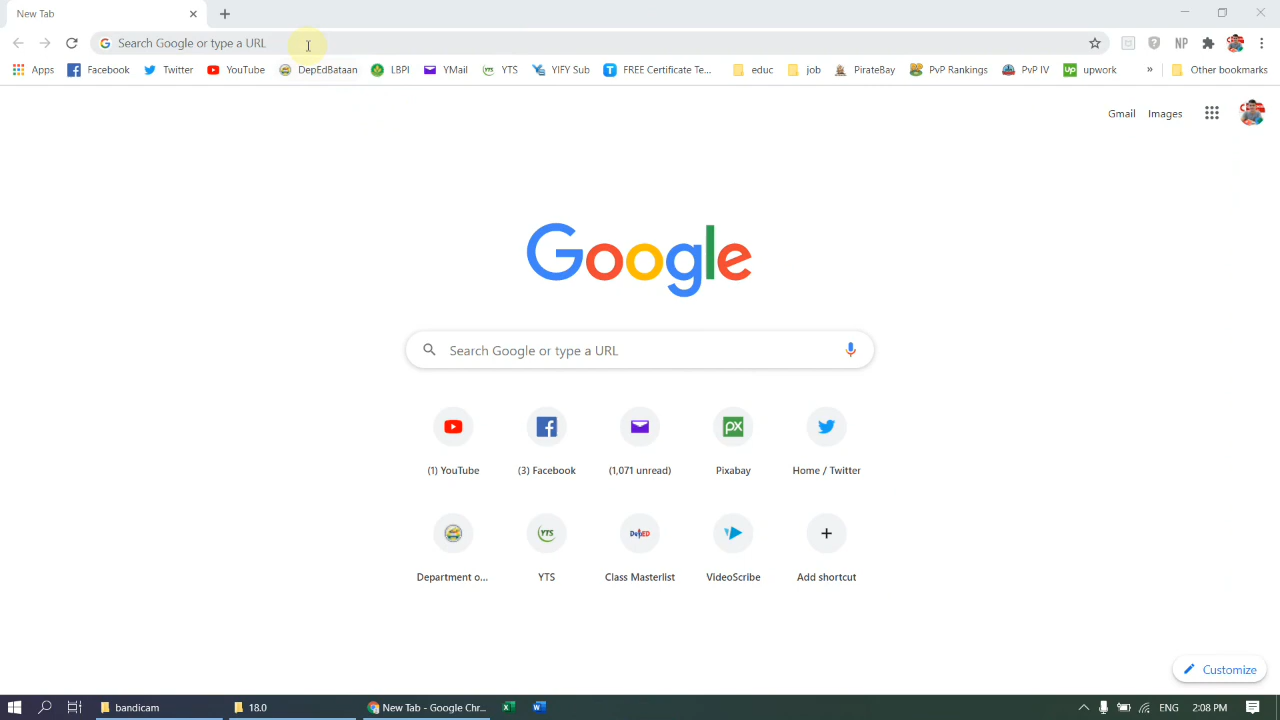 New Tab
Search Google or type a URL
NP
Apps Facebook Twitter YouTube DepEdBataan LBPI YMail YTS YIFY Sub FREE Certificate Te... educ job PirateBay PvP Rankings PvP IV upwork » Other bookmarks
Gmail Images
Google
Search Google or type a URL
(1) YouTube (3) Facebook (1,071 unread) Pixabay Home / Twitter
Department o... YTS Class Masterlist VideoScribe Add shortcut
Customize
bandicam 18.0 New Tab - Google Chr... ENG 2:08 PM